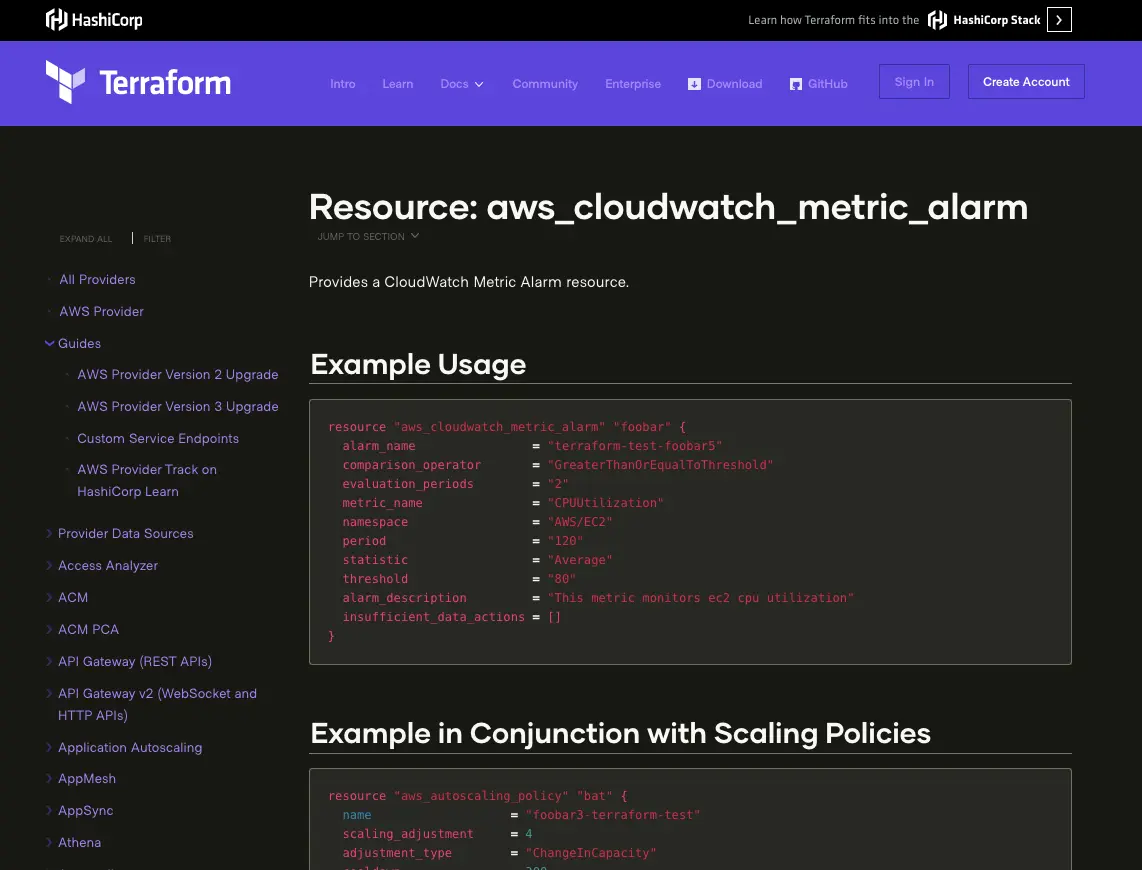 HashiCorp
Learn how Terraform fits into the HashiCorp Stack
Terraform
Intro Learn Docs Community Enterprise Download GitHub Sign In Create Account
EXPAND ALL FILTER
All Providers
AWS Provider
Guides
AWS Provider Version 2 Upgrade
AWS Provider Version 3 Upgrade
Custom Service Endpoints
AWS Provider Track on
HashiCorp Learn
Provider Data Sources
Access Analyzer
ACM
ACM PCA
API Gateway (REST APIs)
API Gateway v2 (WebSocket and
HTTP APIs)
Application Autoscaling
AppMesh
AppSync
Athena
Resource: aws_cloudwatch_metric_alarm
JUMP TO SECTION
Provides a CloudWatch Metric Alarm resource.
Example Usage
resource "aws_cloudwatch_metric_alarm" "foobar" {
  alarm_name                = "terraform-test-foobar5"
  comparison_operator       = "GreaterThanOrEqualToThreshold"
  evaluation_periods        = "2"
  metric_name               = "CPUUtilization"
  namespace                 = "AWS/EC2"
  period                    = "120"
  statistic                 = "Average"
  threshold                 = "80"
  alarm_description         = "This metric monitors ec2 cpu utilization"
  insufficient_data_actions = []
}
Example in Conjunction with Scaling Policies
resource "aws_autoscaling_policy" "bat" {
  name                   = "foobar3-terraform-test"
  scaling_adjustment     = 4
  adjustment_type        = "ChangeInCapacity"